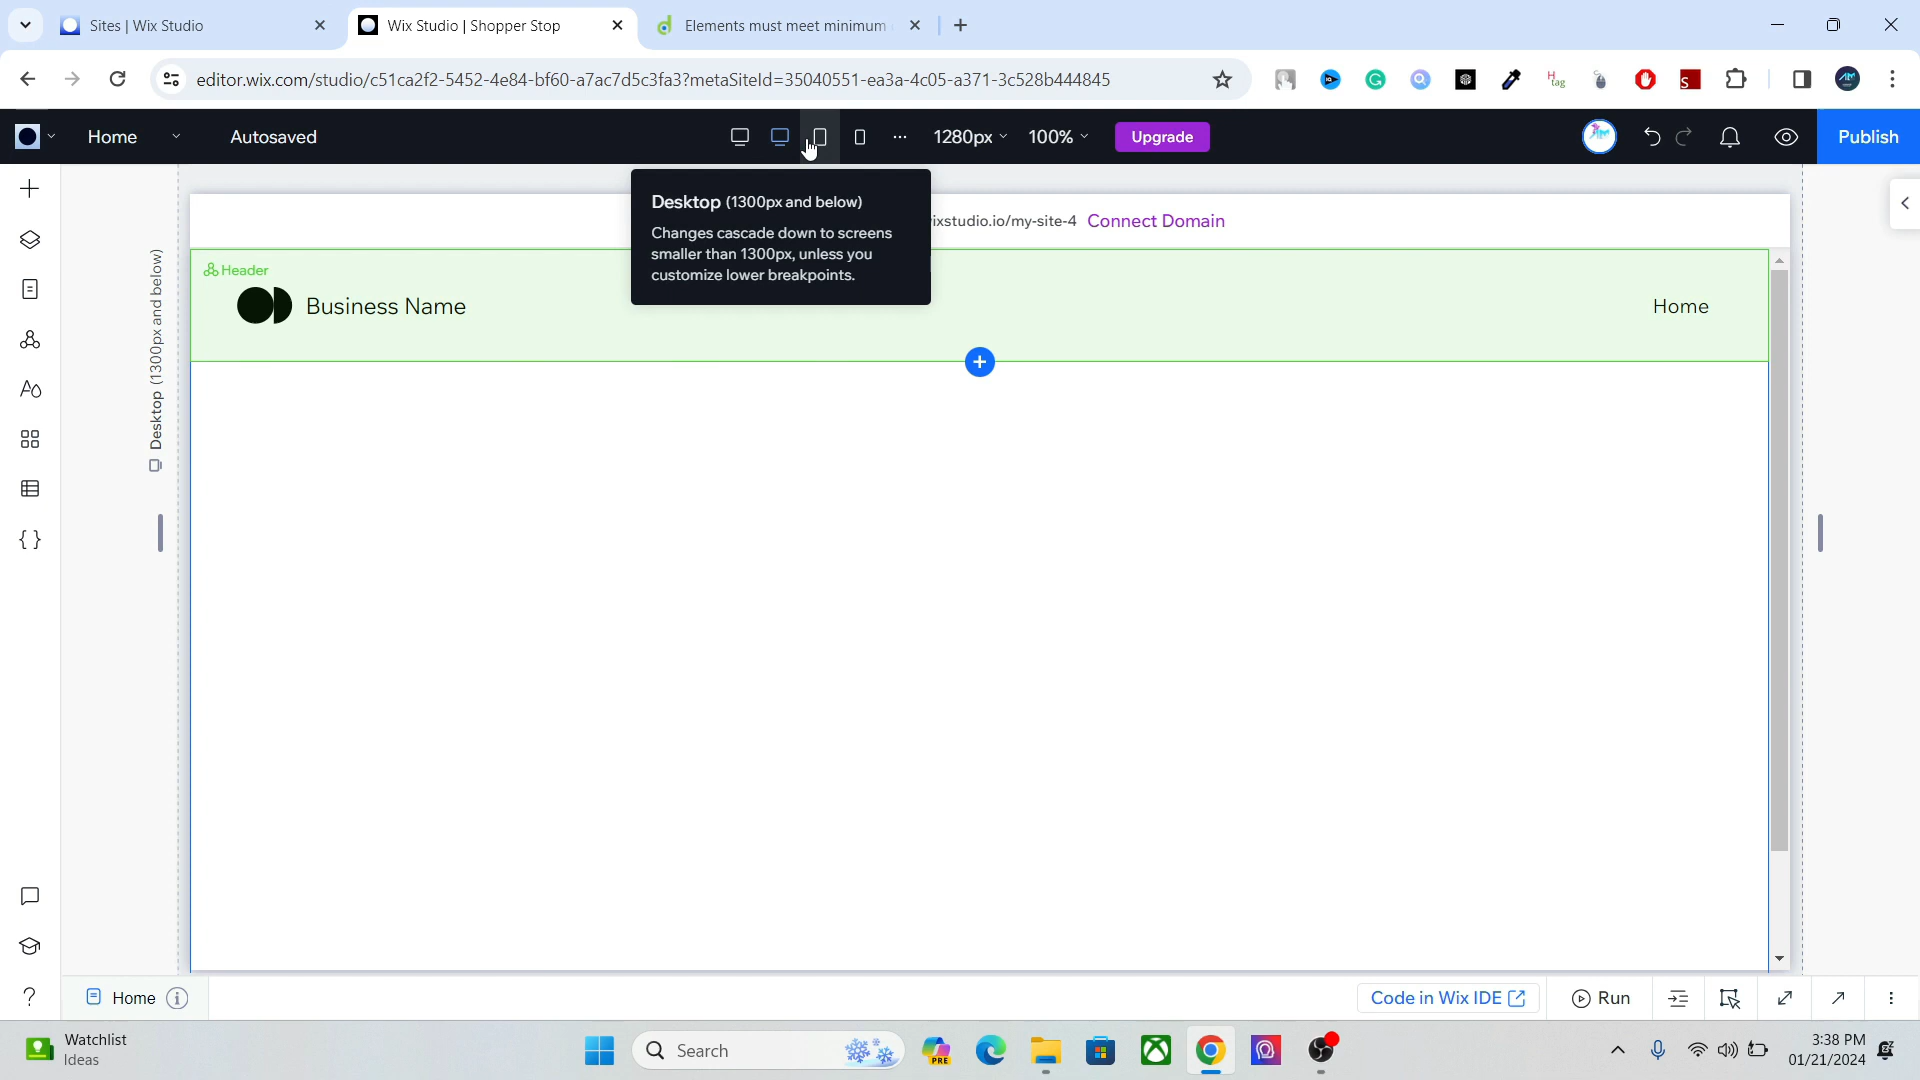 Sites | Wix Studio
Wix Studio | Shopper Stop
Elements must meet minimum
editor.wix.com/studio/c51ca2f2-5452-4e84-bf60-a7ac7d5c3fa3?metaSiteId=35040551-ea3a-4c05-a371-3c528b444845
Home
Autosaved
1280px
100%
Upgrade
Publish
Desktop (1300px and below)
Changes cascade down to screens
smaller than 1300px, unless you
customize lower breakpoints.
ixstudio.io/my-site-4 Connect Domain
Header
Business Name
Home
Desktop (1300px and below)
Home
Code in Wix IDE
Run
Watchlist
Ideas
Search
PRE
3:38 PM
01/21/2024